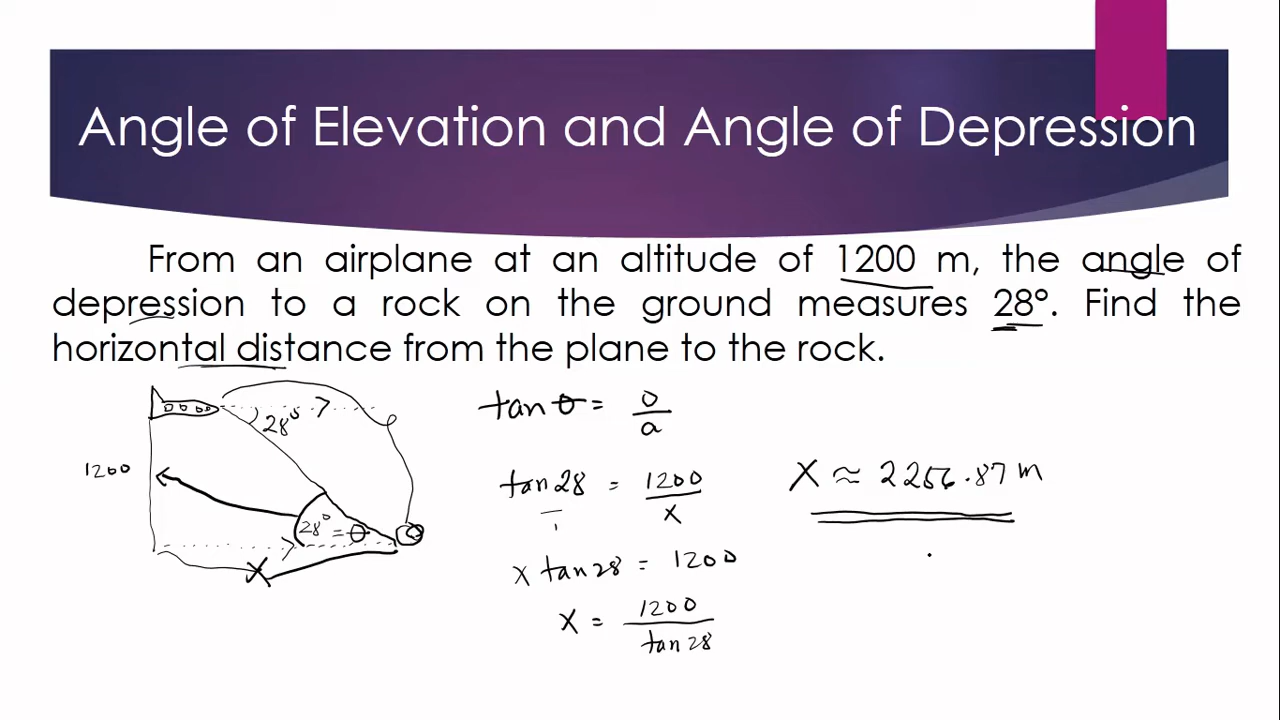 Angle of Elevation and Angle of Depression
From an airplane at an altitude of 1200 m, the angle of
depression to a rock on the ground measures 28°. Find the
horizontal distance from the plane to the rock.
28°
1200
28° = θ
X
tan θ = o/a
tan 28 = 1200/x
x tan 28 = 1200
x = 1200/tan 28
X ≈ 2256.87 m